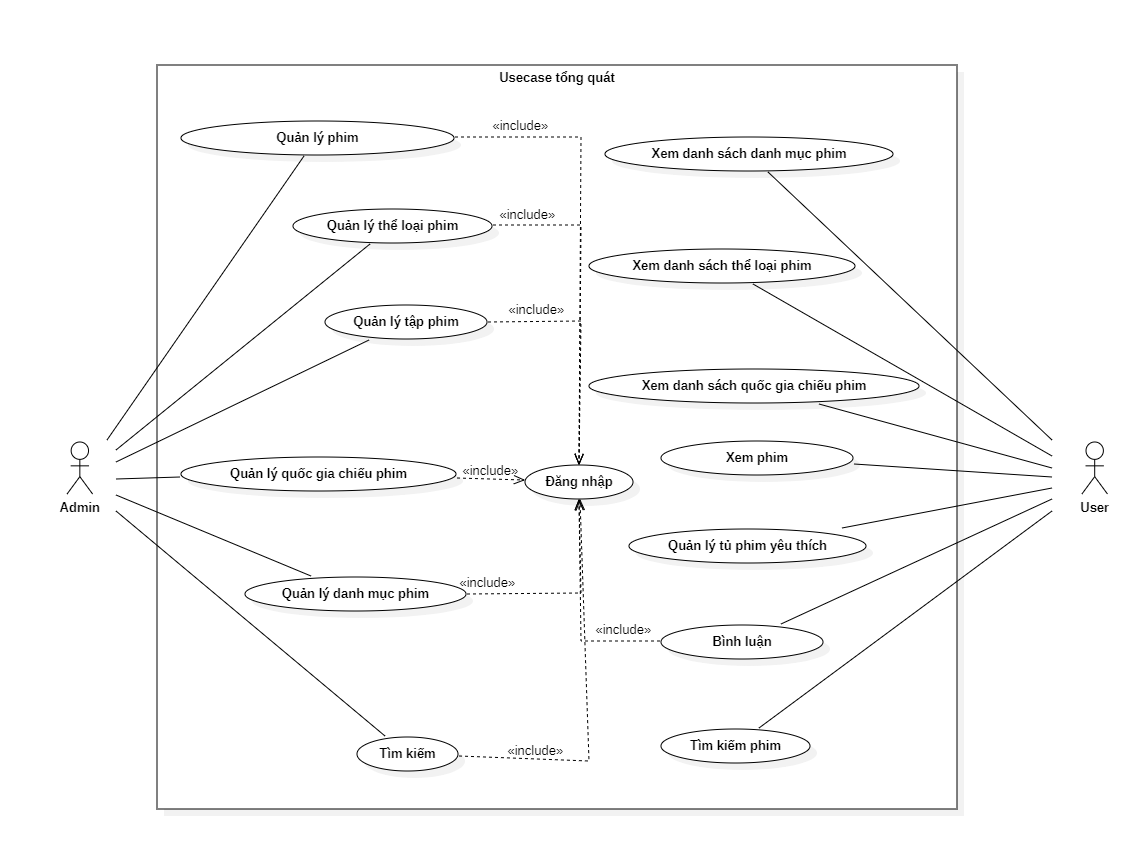 Usecase tổng quát
Quản lý phim
«include»
Xem danh sách danh mục phim
Quản lý thể loại phim
«include»
Xem danh sách thể loại phim
Quản lý tập phim
«include»
Xem danh sách quốc gia chiếu phim
Xem phim
Quản lý quốc gia chiếu phim
«include»
Đăng nhập
Admin
User
Quản lý tủ phim yêu thích
Quản lý danh mục phim
«include»
«include»
Bình luận
Tìm kiếm
«include»
Tìm kiếm phim